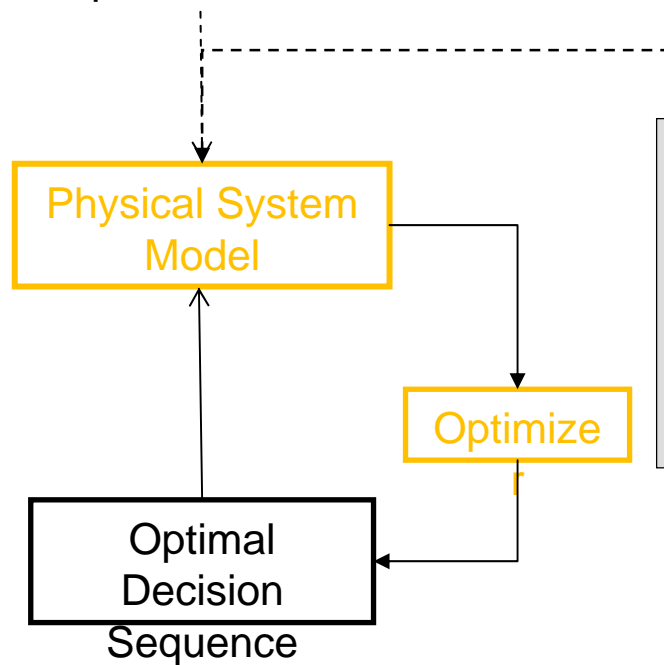 Physical System
Model
Optimize
r
Optimal
Decision
Sequence